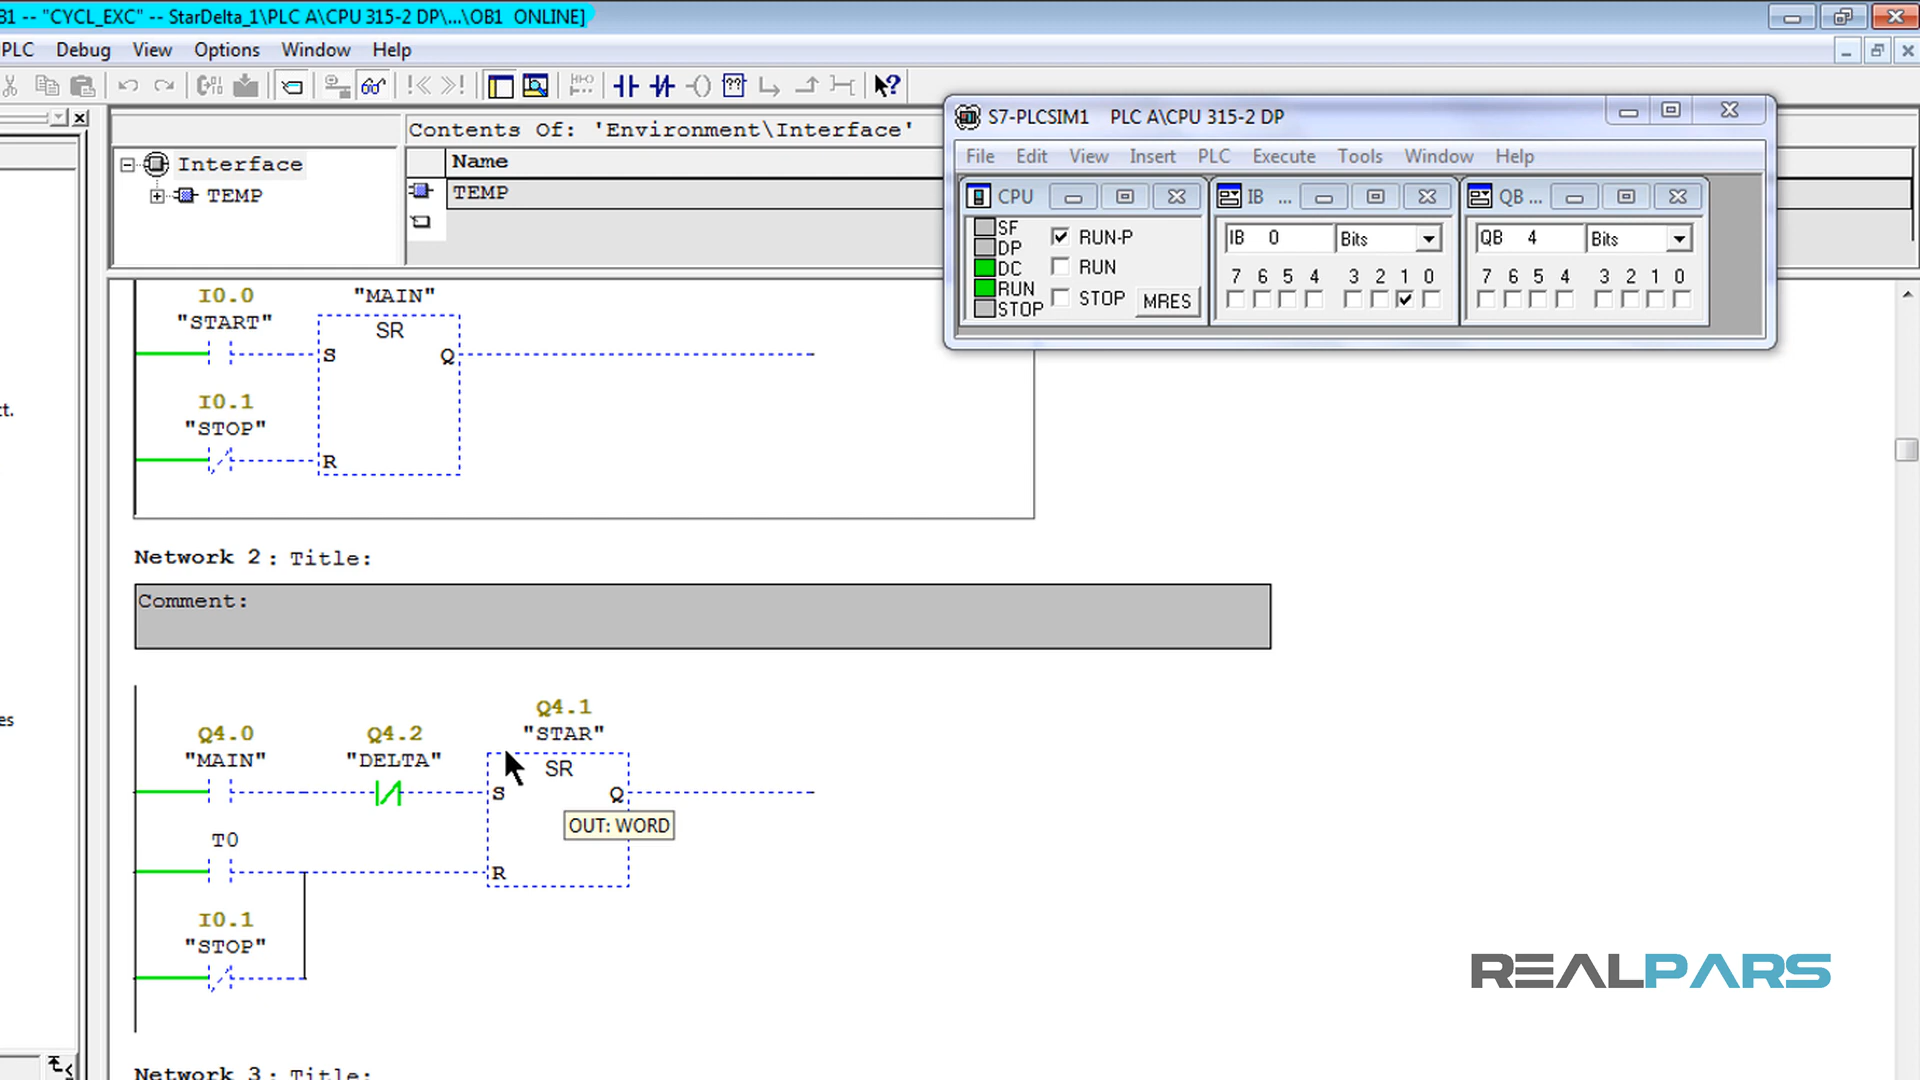 B1 -- "CYCL_EXC" -- StarDelta_1\PLC A\CPU 315-2 DP\...\OB1 ONLINE]
PLC Debug View Options Window Help
Contents Of: 'Environment\Interface'
Interface
TEMP
Name
TEMP
S7-PLCSIM1 PLC A\CPU 315-2 DP
File Edit View Insert PLC Execute Tools Window Help
CPU
SF
DP
DC
RUN
STOP
RUN-P
RUN
STOP
MRES
IB ...
IB 0
Bits
7 6 5 4 3 2 1 0
QB ...
QB 4
Bits
7 6 5 4 3 2 1 0
I0.0
"START"
"MAIN"
SR
S
Q
I0.1
"STOP"
R
ct.
Network 2: Title:
Comment:
es
Q4.0
"MAIN"
Q4.2
"DELTA"
Q4.1
"STAR"
SR
S
Q
OUT: WORD
T0
R
I0.1
"STOP"
REALPARS
Network 3: Title: